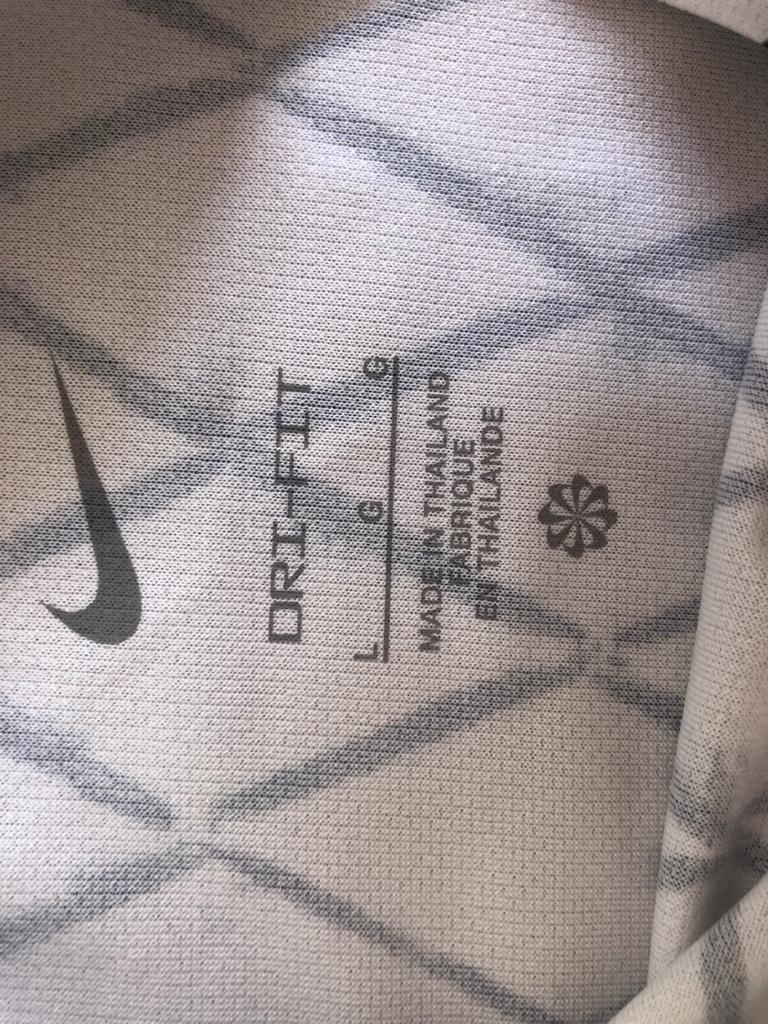 DRI-FIT
L G G
MADE IN THAILAND
FABRIQUE
EN THAILANDE